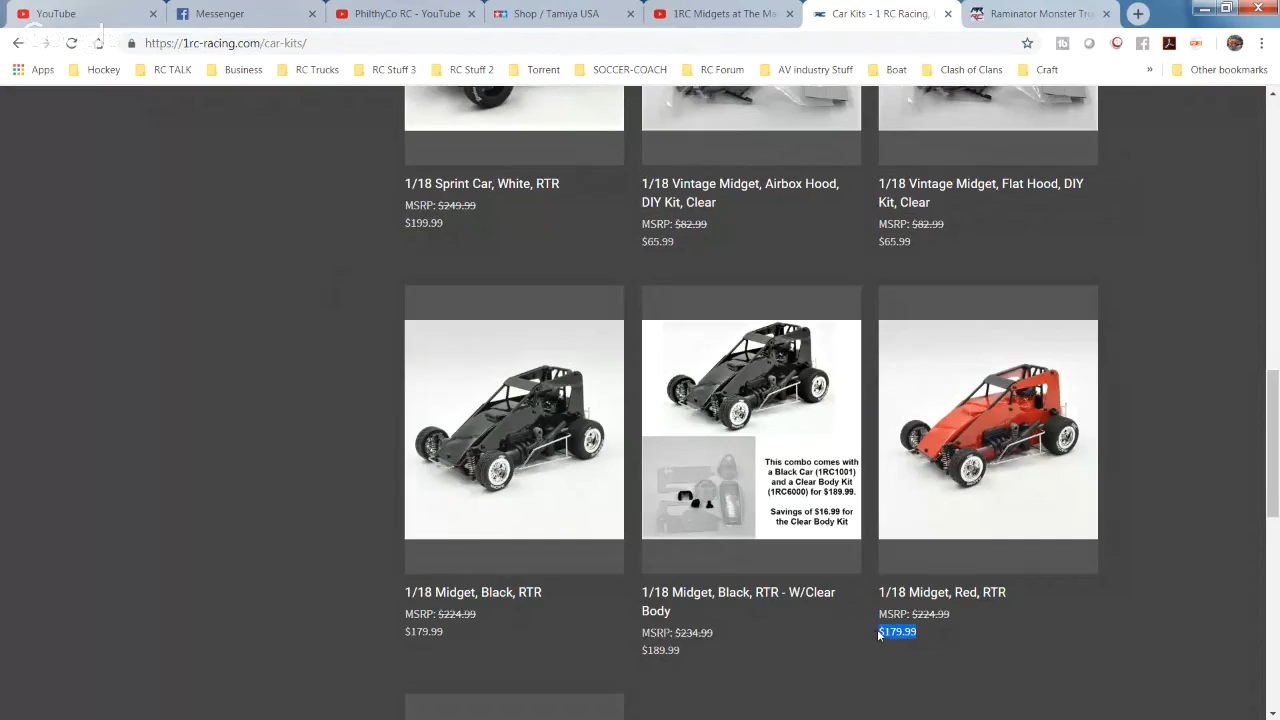 YouTube
Messenger
PhilthyCo RC - YouTube
Shop / Tamiya USA
1RC Midgets at The Ma
Car Kits - 1 RC Racing,
Raminator Monster Tru
https://1rc-racing.com/car-kits/
Apps
Hockey
RC TALK
Business
RC Trucks
RC Stuff 3
RC Stuff 2
Torrent
SOCCER-COACH
RC Forum
AV industry Stuff
Boat
Clash of Clans
Craft
»
Other bookmarks
1/18 Sprint Car, White, RTR
MSRP: $249.99
$199.99
1/18 Vintage Midget, Airbox Hood,
DIY Kit, Clear
MSRP: $82.99
$65.99
1/18 Vintage Midget, Flat Hood, DIY
Kit, Clear
MSRP: $82.99
$65.99
This combo comes with
a Black Car (1RC1001)
and a Clear Body Kit
(1RC6000) for $189.99.
Savings of $16.99 for
the Clear Body Kit
1/18 Midget, Black, RTR
MSRP: $224.99
$179.99
1/18 Midget, Black, RTR - W/Clear
Body
MSRP: $234.99
$189.99
1/18 Midget, Red, RTR
MSRP: $224.99
$179.99